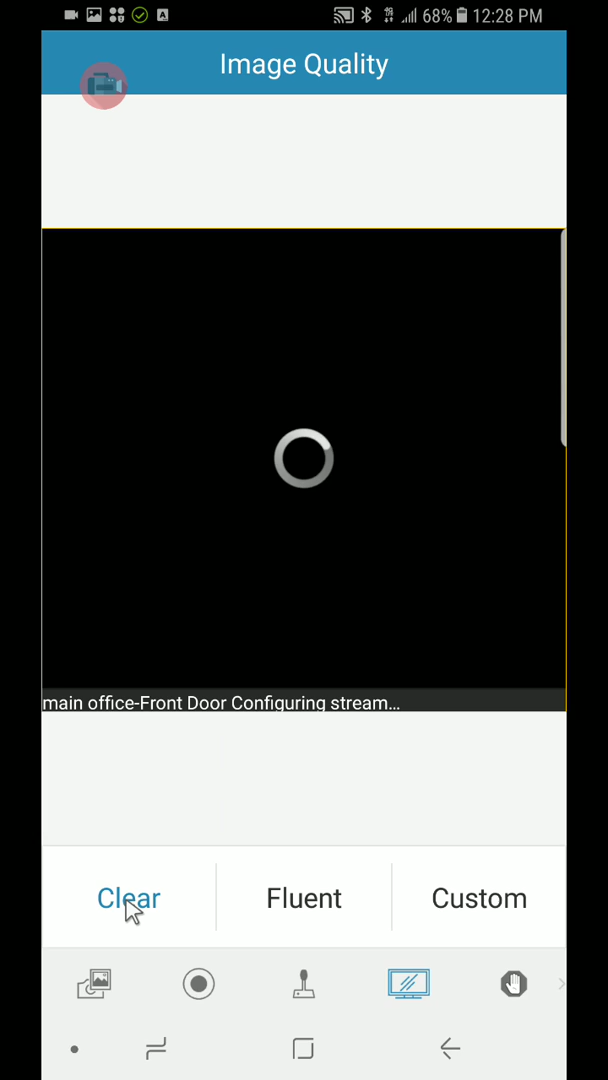 68% 12:28 PM
Image Quality
main office-Front Door Configuring stream...
Clear Fluent Custom